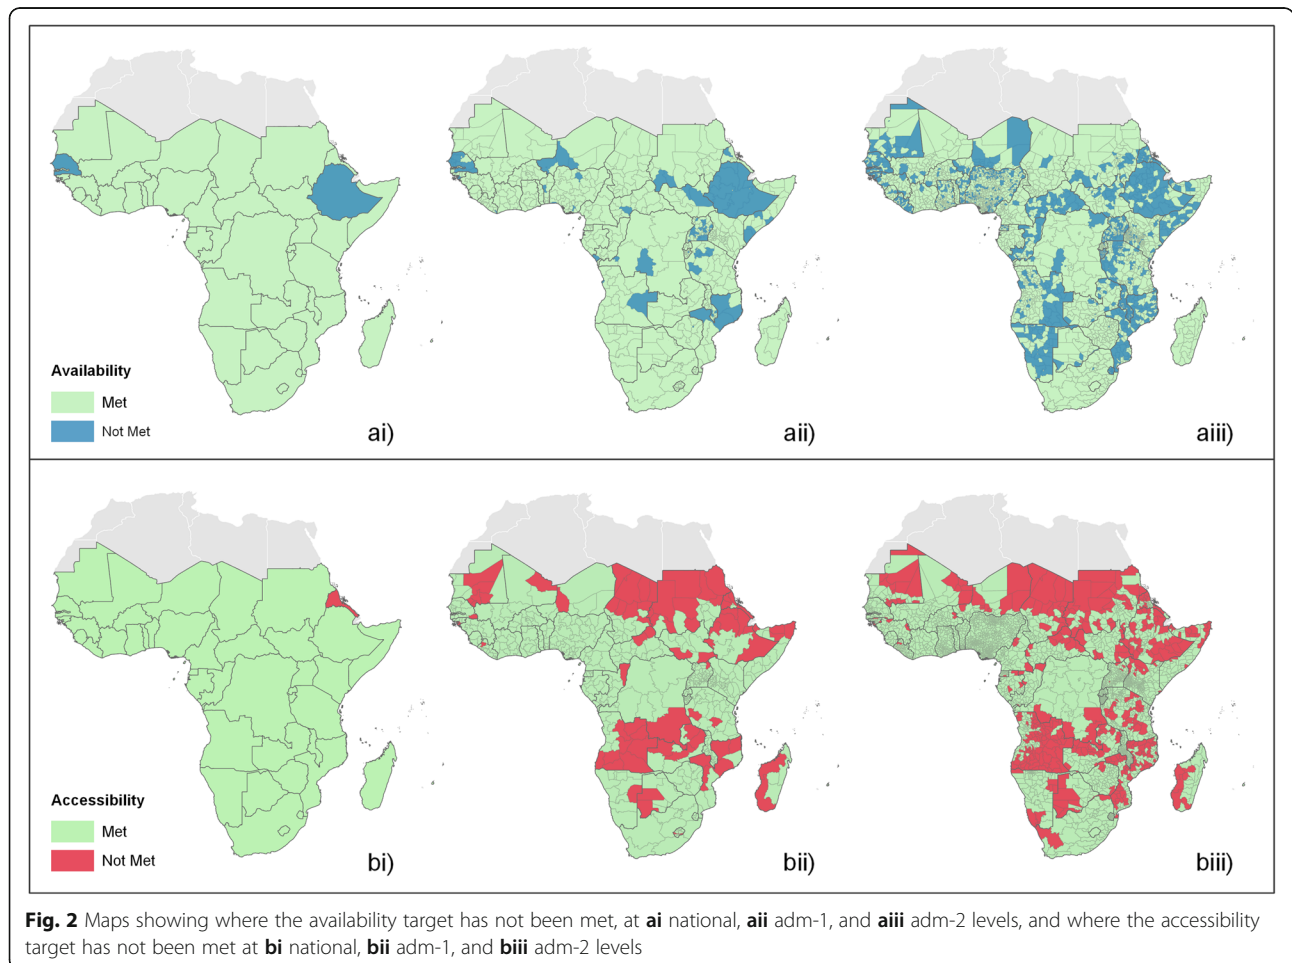 Availability
Met
Not Met
ai)
aii)
aiii)
Accessibility
Met
Not Met
bi)
bii)
biii)
Fig. 2 Maps showing where the availability target has not been met, at ai national, aii adm-1, and aiii adm-2 levels, and where the accessibility
target has not been met at bi national, bii adm-1, and biii adm-2 levels